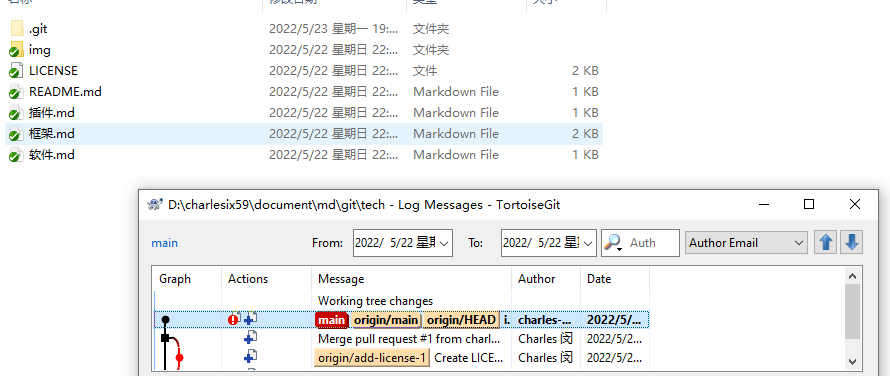 名称 修改日期 类型 大小
.git 2022/5/23 星期一 19:... 文件夹
img 2022/5/22 星期日 22:... 文件夹
LICENSE 2022/5/22 星期日 22:... 文件 2 KB
README.md 2022/5/22 星期日 22:... Markdown File 1 KB
插件.md 2022/5/22 星期日 22:... Markdown File 1 KB
框架.md 2022/5/22 星期日 22:... Markdown File 2 KB
软件.md 2022/5/22 星期日 22:... Markdown File 1 KB
D:\charlesix59\document\md\git\tech - Log Messages - TortoiseGit
main From: 2022/ 5/22 星期 To: 2022/ 5/22 星 Auth Author Email
Graph Actions Message Author Date
Working tree changes
main origin/main origin/HEAD i. charles-... 2022/5/...
Merge pull request #1 from charl... Charles 闵 2022/5/2...
origin/add-license-1 Create LICE... Charles 闵 2022/5/2...